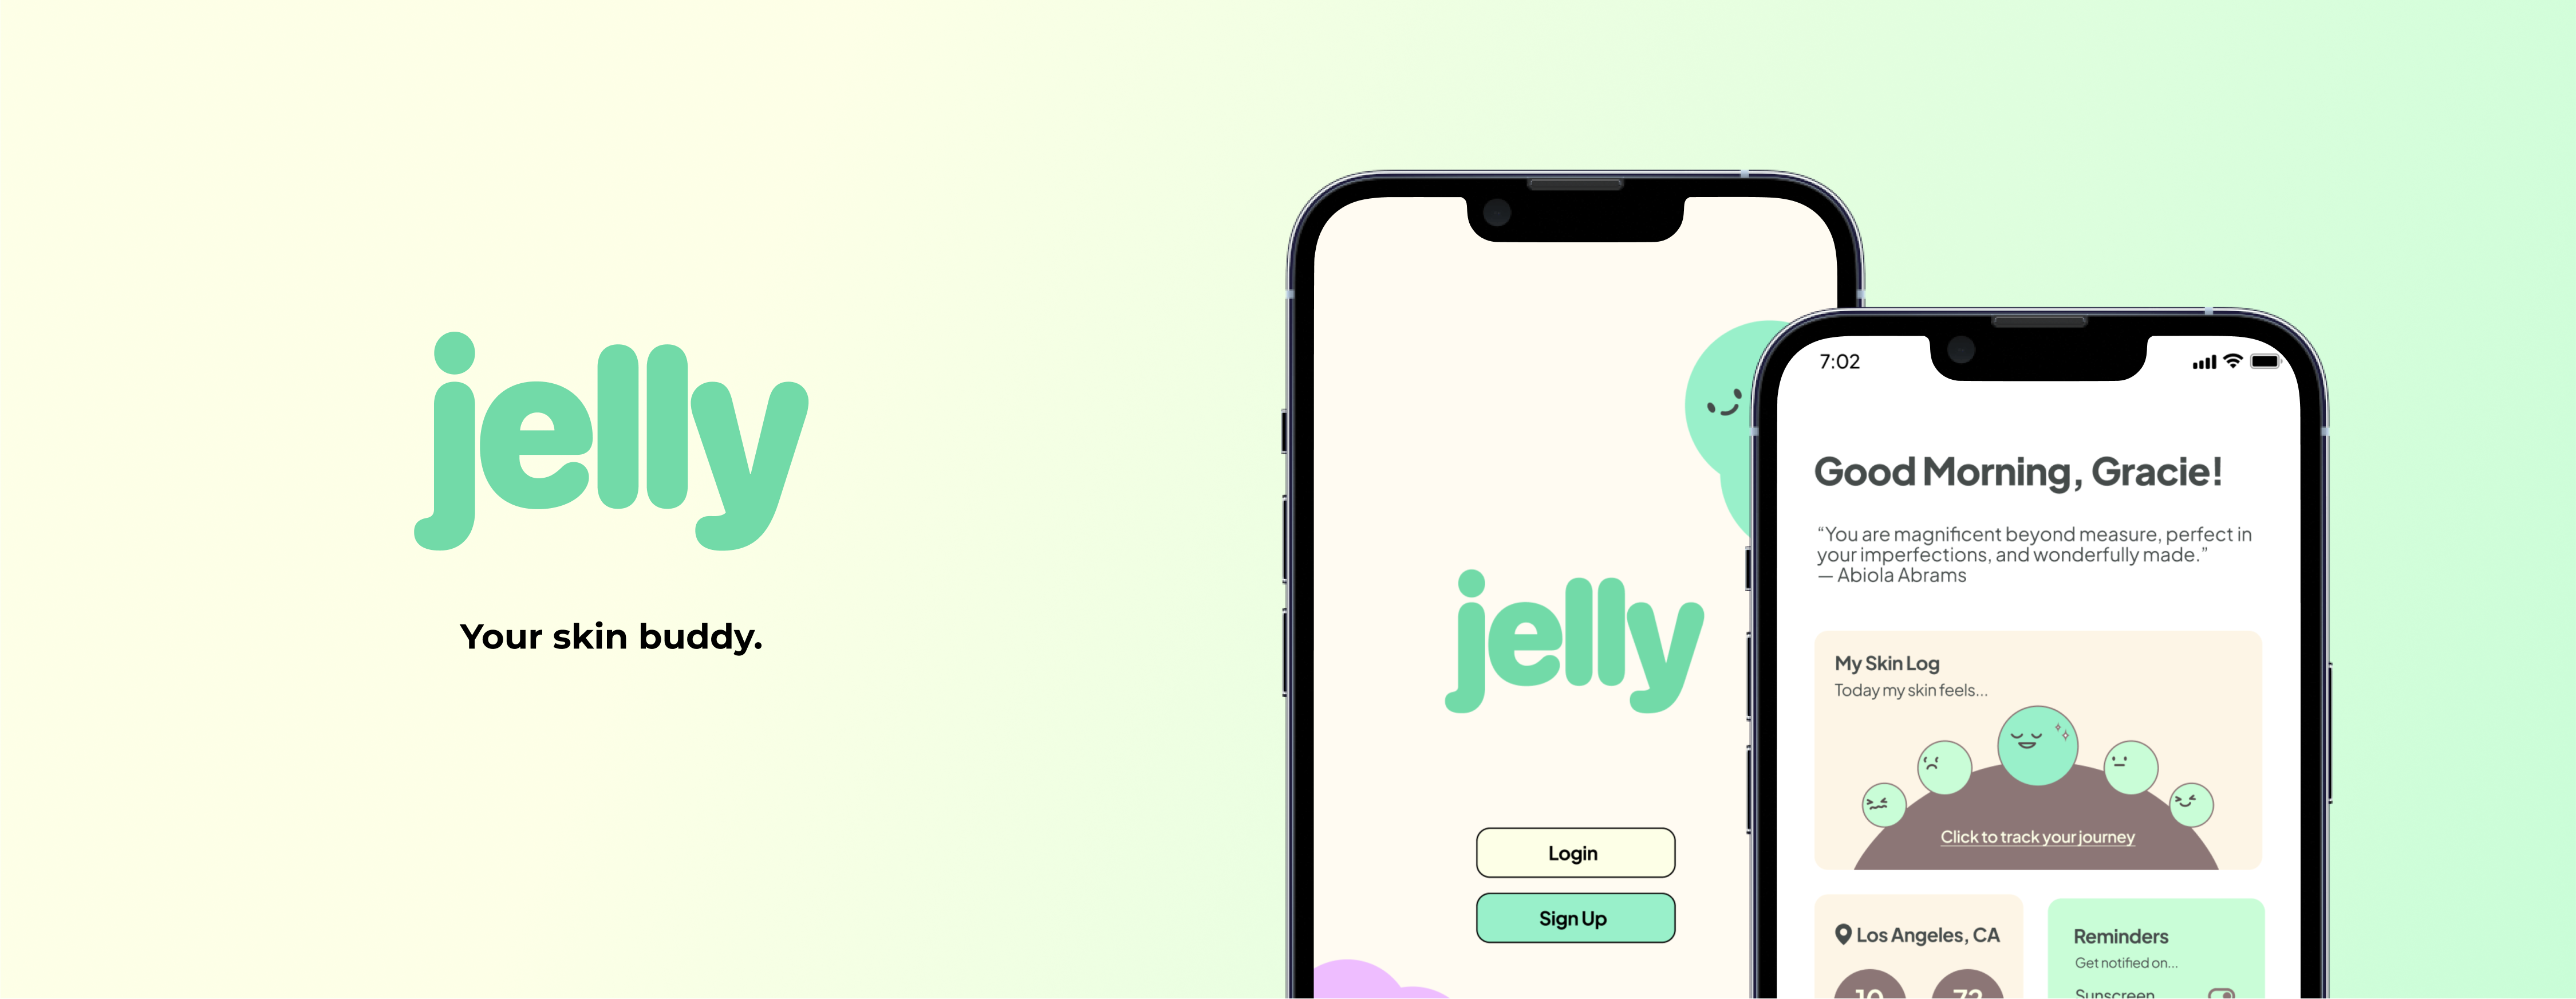 jelly
Your skin buddy.
jelly
Login
Sign Up
7:02
Good Morning, Gracie!
“You are magnificent beyond measure, perfect in
your imperfections, and wonderfully made.”
— Abiola Abrams
My Skin Log
Today my skin feels...
Click to track your journey
Los Angeles, CA
Reminders
Get notified on...
Sunscreen